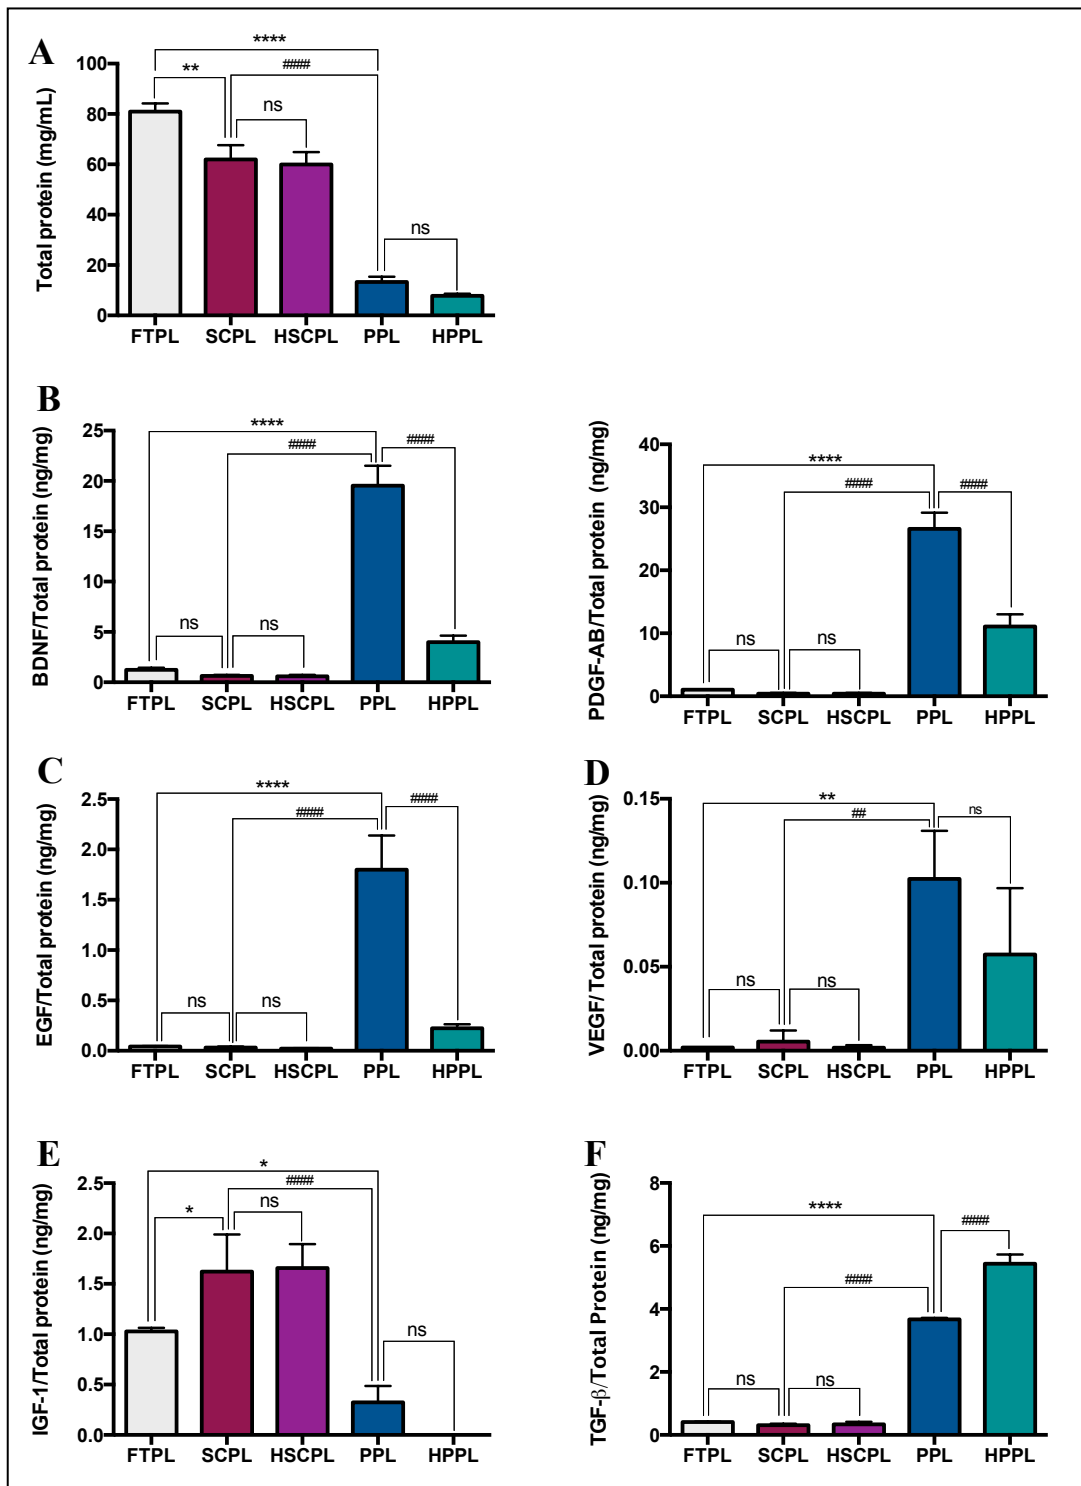 A
Total protein (mg/mL)
100
80
60
40
20
0
****
**
####
ns
ns
FTPL SCPL HSCPL PPL HPPL
B
BDNF/Total protein (ng/mg)
25
20
15
10
5
0
****
####
####
ns
ns
FTPL SCPL HSCPL PPL HPPL
PDGF-AB/Total protein (ng/mg)
40
30
20
10
0
****
####
####
ns
ns
FTPL SCPL HSCPL PPL HPPL
C
EGF/Total protein (ng/mg)
2.5
2.0
1.5
1.0
0.5
0.0
****
####
####
ns
ns
FTPL SCPL HSCPL PPL HPPL
D
VEGF/ Total protein (ng/mg)
0.15
0.10
0.05
0.00
**
##
ns
ns
ns
FTPL SCPL HSCPL PPL HPPL
E
IGF-1/Total protein (ng/mg)
2.5
2.0
1.5
1.0
0.5
0.0
*
####
*
ns
ns
FTPL SCPL HSCPL PPL HPPL
F
TGF-β/Total Protein (ng/mg)
8
6
4
2
0
****
####
####
ns
ns
FTPL SCPL HSCPL PPL HPPL